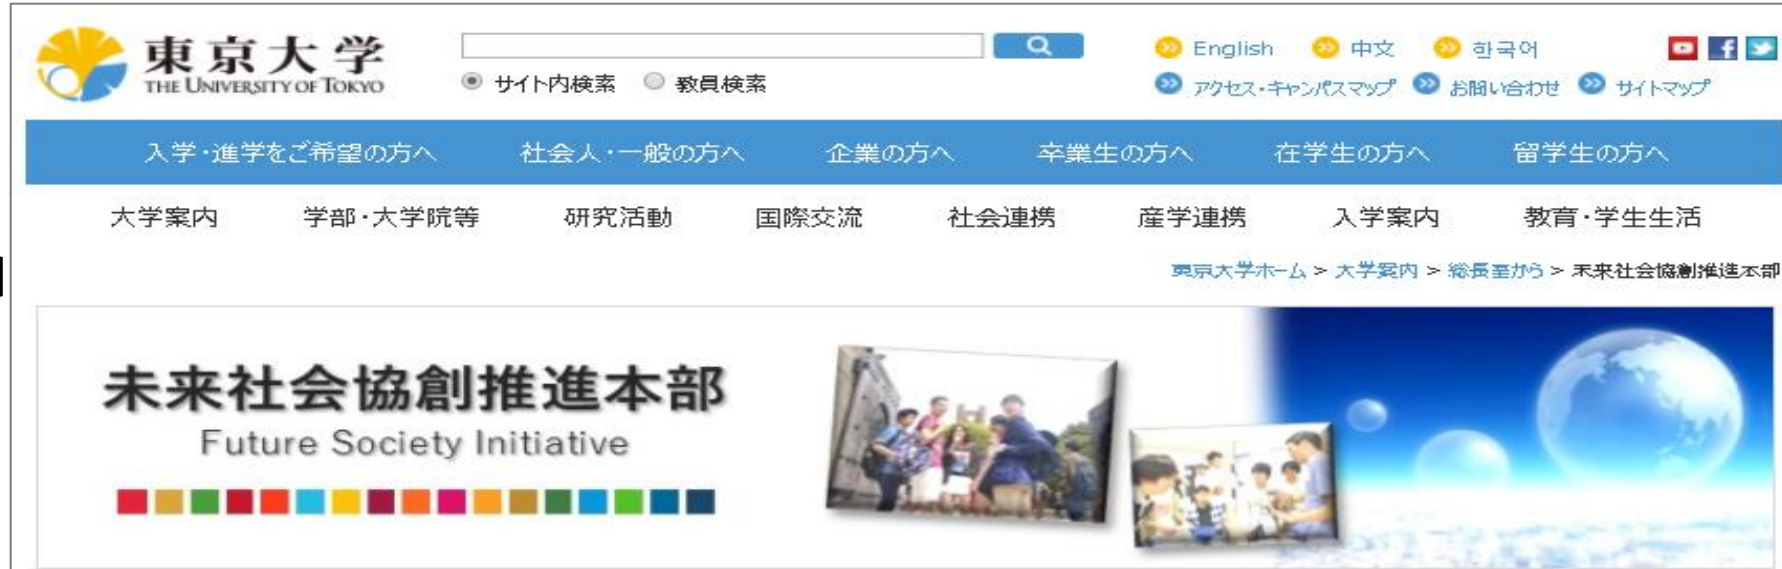 東京大学
THE UNIVERSITY OF TOKYO
サイト内検索 教員検索
English 中文 한국어
アクセス・キャンパスマップ お問い合わせ サイトマップ
入学・進学をご希望の方へ 社会人・一般の方へ 企業の方へ 卒業生の方へ 在学生の方へ 留学生の方へ
大学案内 学部・大学院等 研究活動 国際交流 社会連携 産学連携 入学案内 教育・学生生活
東京大学ホーム > 大学案内 > 総長室から > 未来社会協創推進本部
未来社会協創推進本部
Future Society Initiative